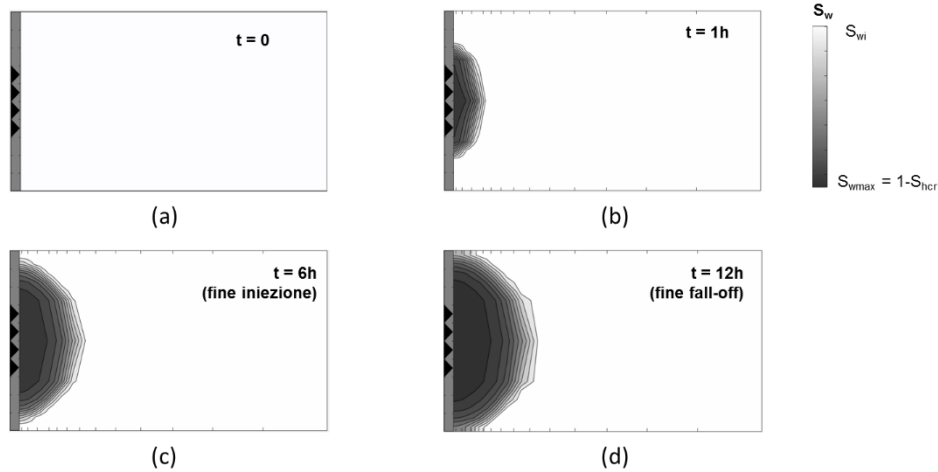 t = 0
(a)
t = 1h
(b)
S_w
S_wi
S_wmax = 1-S_hcr
t = 6h
(fine iniezione)
(c)
t = 12h
(fine fall-off)
(d)